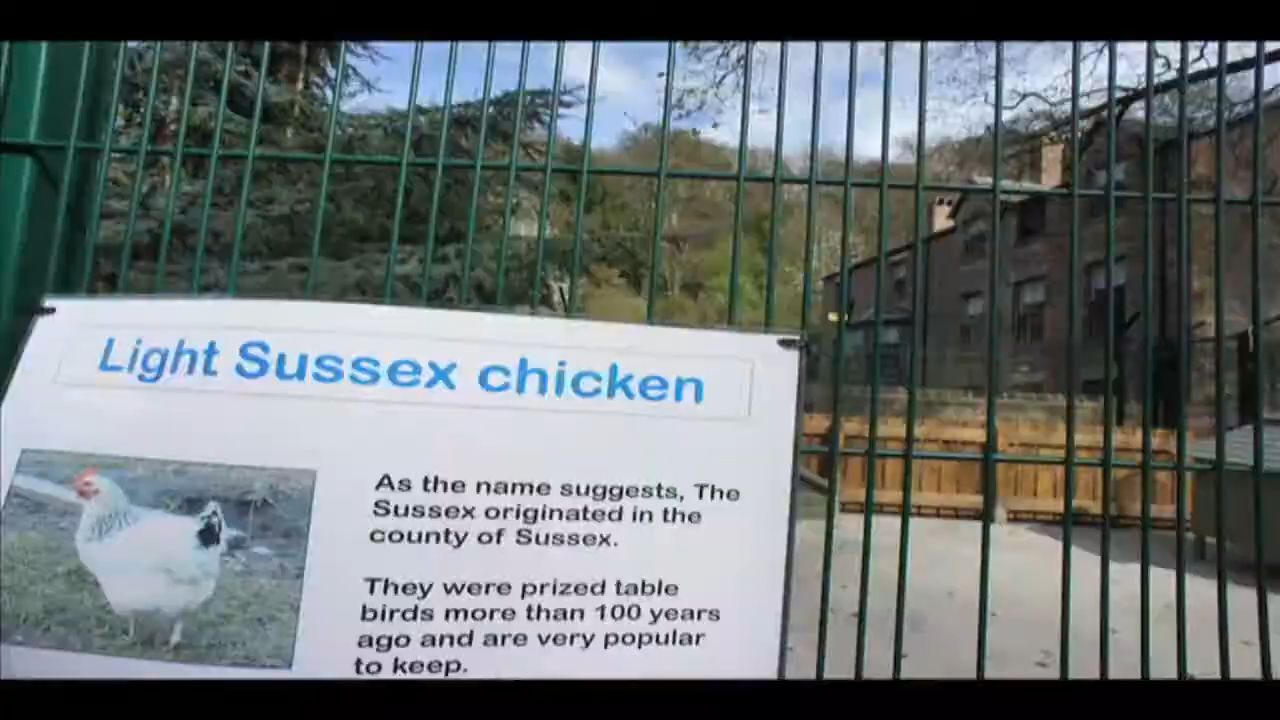 Light Sussex chicken
As the name suggests, The
Sussex originated in the
county of Sussex.
They were prized table
birds more than 100 years
ago and are very popular
to keep.